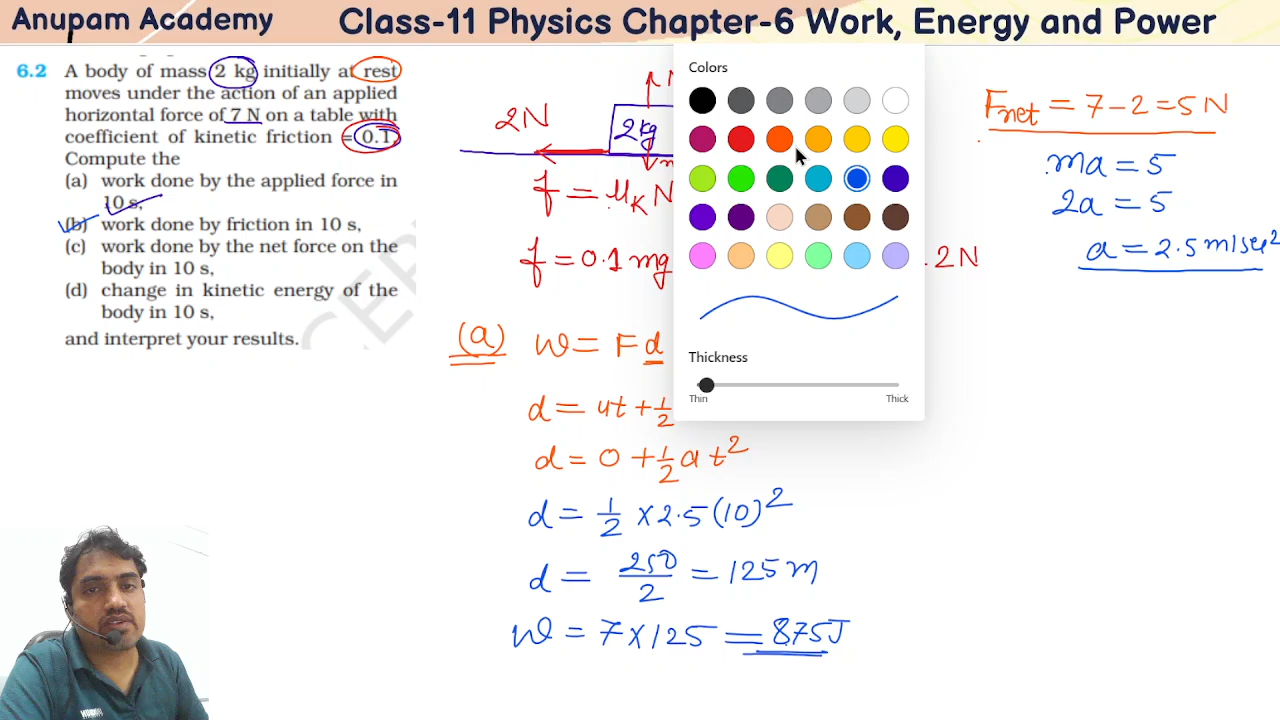 Anupam Academy
Class-11 Physics Chapter-6 Work, Energy and Power
6.2 A body of mass 2 kg initially at rest
moves under the action of an applied
horizontal force of 7 N on a table with
coefficient of kinetic friction = 0.1.
Compute the
(a) work done by the applied force in
10 s,
(b) work done by friction in 10 s,
(c) work done by the net force on the
body in 10 s,
(d) change in kinetic energy of the
body in 10 s,
and interpret your results.
2N
2kg
f = μK N
f = 0.1 mg
2N
Colors
Thickness
Thin
Thick
Fnet = 7 - 2 = 5 N
ma = 5
2a = 5
a = 2.5 m/sec²
(a) W = Fd
d = ut + 1/2
d = 0 + 1/2 a t²
d = 1/2 × 2.5 (10)²
d = 250/2 = 125 m
W = 7 × 125 = 875 J